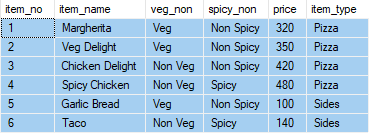 item_no item_name veg_non spicy_non price item_type
1 Margherita Veg Non Spicy 320 Pizza
2 Veg Delight Veg Non Spicy 350 Pizza
3 Chicken Delight Non Veg Non Spicy 420 Pizza
4 Spicy Chicken Non Veg Spicy 480 Pizza
5 Garlic Bread Veg Non Spicy 100 Sides
6 Taco Non Veg Spicy 140 Sides